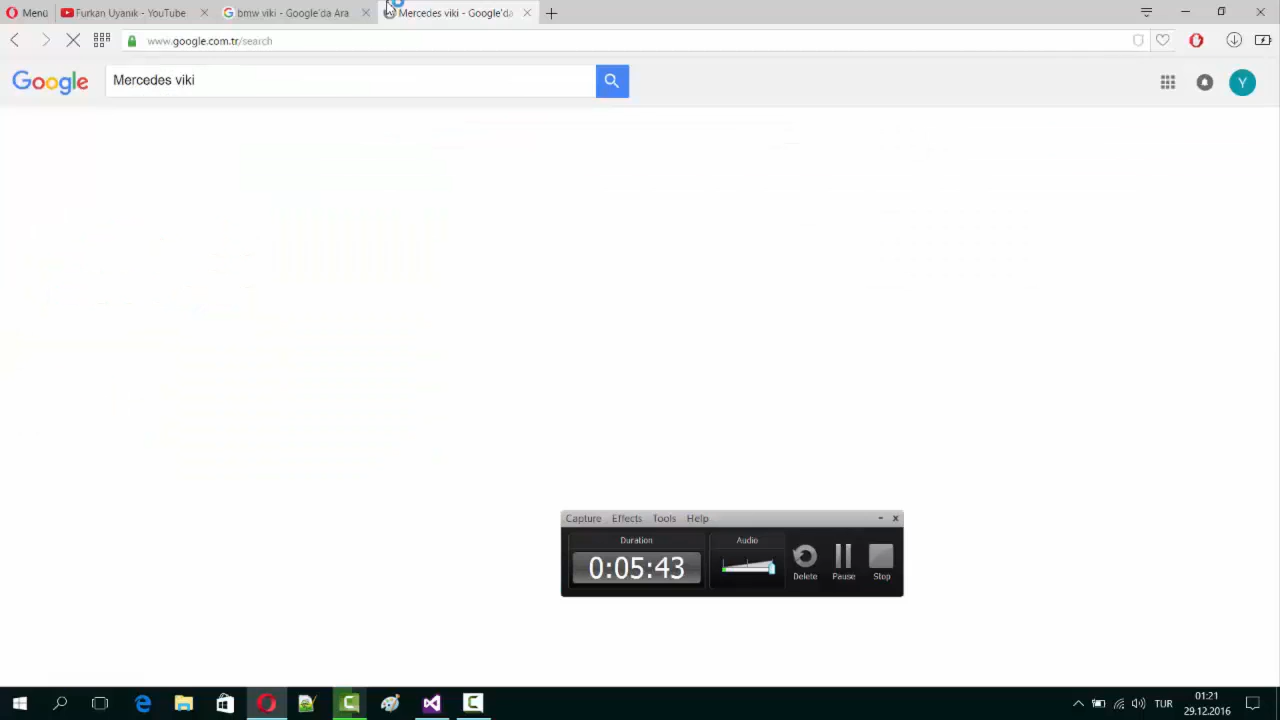 Menü
Furkan Uyanık - YouTube
bmw viki - Google'da Ara
Mercedes viki - Google'da
www.google.com.tr/search
Google
Mercedes viki
Y
Capture Effects Tools Help
Duration
Audio
0:05:43
Delete
Pause
Stop
TUR
01:21
29.12.2016